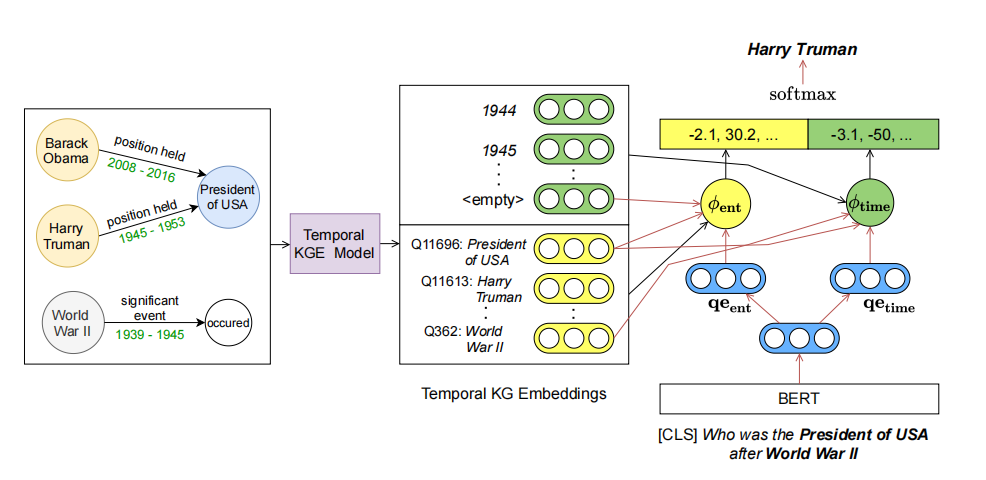 Harry Truman
softmax
-2.1, 30.2, ...
-3.1, -50, ...
Barack
Obama
position held
2008 - 2016
President
of USA
Harry
Truman
position held
1945 - 1953
World
War II
significant
event
1939 - 1945
occured
Temporal
KGE Model
1944
1945
<empty>
Q11696: President
of USA
Q11613: Harry
Truman
Q362: World
War II
Temporal KG Embeddings
ϕent
ϕtime
qeent
qetime
BERT
[CLS] Who was the President of USA
after World War II